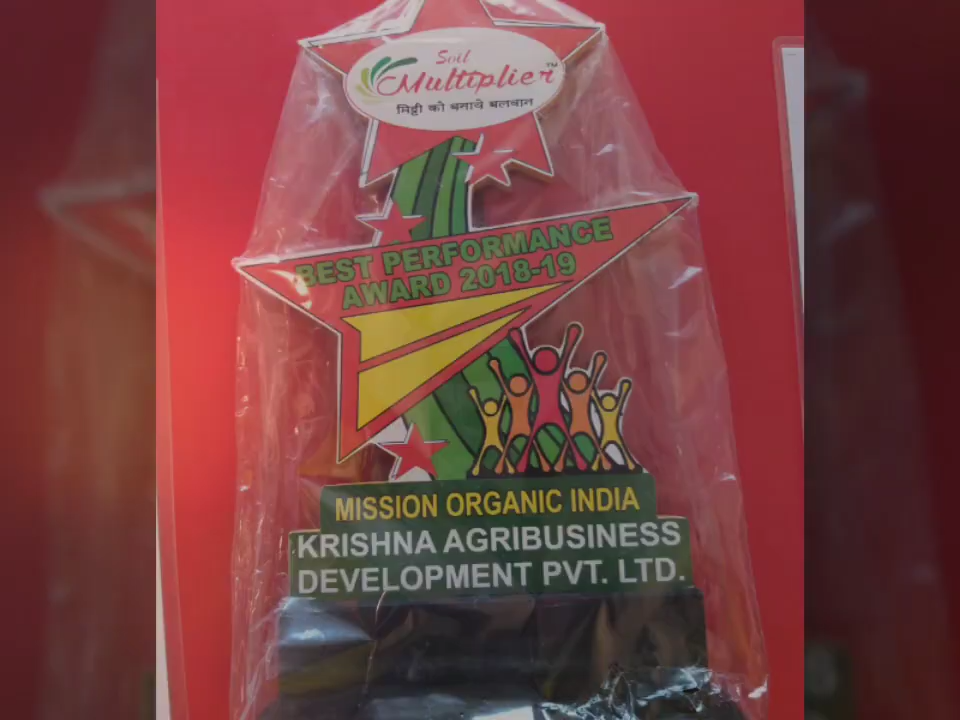 Soil
Multiplier™
मिट्टी को बनाये बलवान
BEST PERFORMANCE
AWARD 2018-19
MISSION ORGANIC INDIA
KRISHNA AGRIBUSINESS
DEVELOPMENT PVT. LTD.